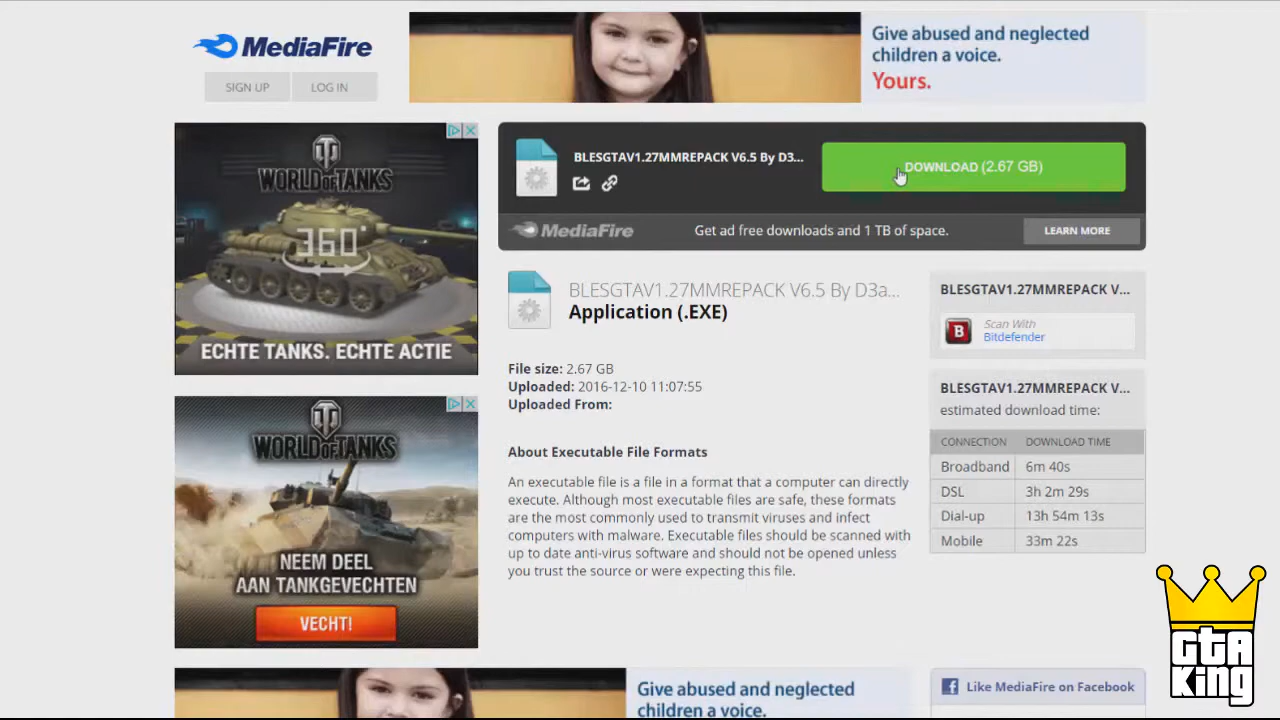 MediaFire
Give abused and neglected
children a voice.
Yours.
SIGN UP
LOG IN
WORLD OF TANKS
360°
ECHTE TANKS. ECHTE ACTIE
BLESGTAV1.27MMREPACK V6.5 By D3...
DOWNLOAD (2.67 GB)
MediaFire
Get ad free downloads and 1 TB of space.
LEARN MORE
BLESGTAV1.27MMREPACK V6.5 By D3a...
Application (.EXE)
File size: 2.67 GB
Uploaded: 2016-12-10 11:07:55
Uploaded From:
About Executable File Formats
An executable file is a file in a format that a computer can directly
execute. Although most executable files are safe, these formats
are the most commonly used to transmit viruses and infect
computers with malware. Executable files should be scanned with
up to date anti-virus software and should not be opened unless
you trust the source or were expecting this file.
BLESGTAV1.27MMREPACK V...
B
Scan With
Bitdefender
BLESGTAV1.27MMREPACK V...
estimated download time:
CONNECTION DOWNLOAD TIME
Broadband 6m 40s
DSL 3h 2m 29s
Dial-up 13h 54m 13s
Mobile 33m 22s
WORLD OF TANKS
NEEM DEEL
AAN TANKGEVECHTEN
VECHT!
Give abused and neglected
children a voice.
f Like MediaFire on Facebook
GTA
King